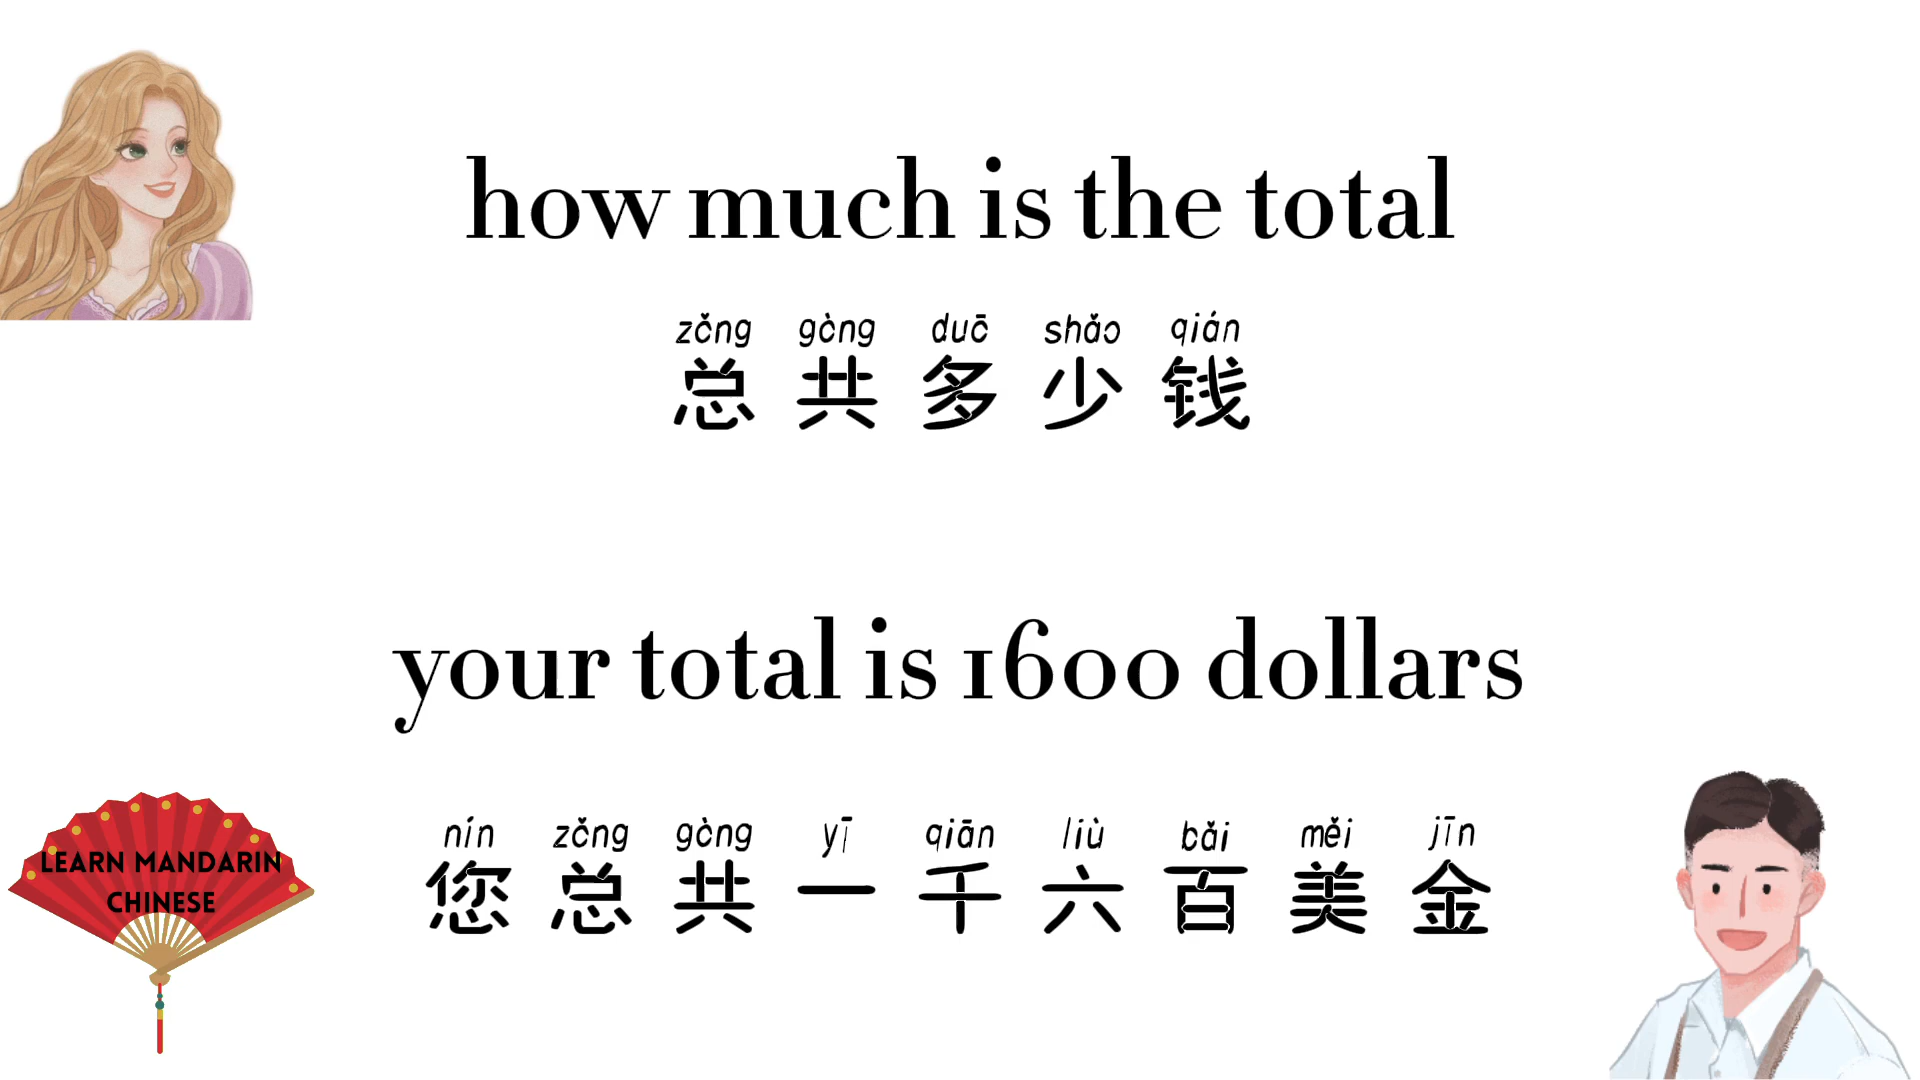 how much is the total
zǒng gòng duō shǎo qián
总共多少钱
your total is 1600 dollars
nín zǒng gòng yī qiān liù bǎi měi jīn
您总共一千六百美金
LEARN MANDARIN
CHINESE